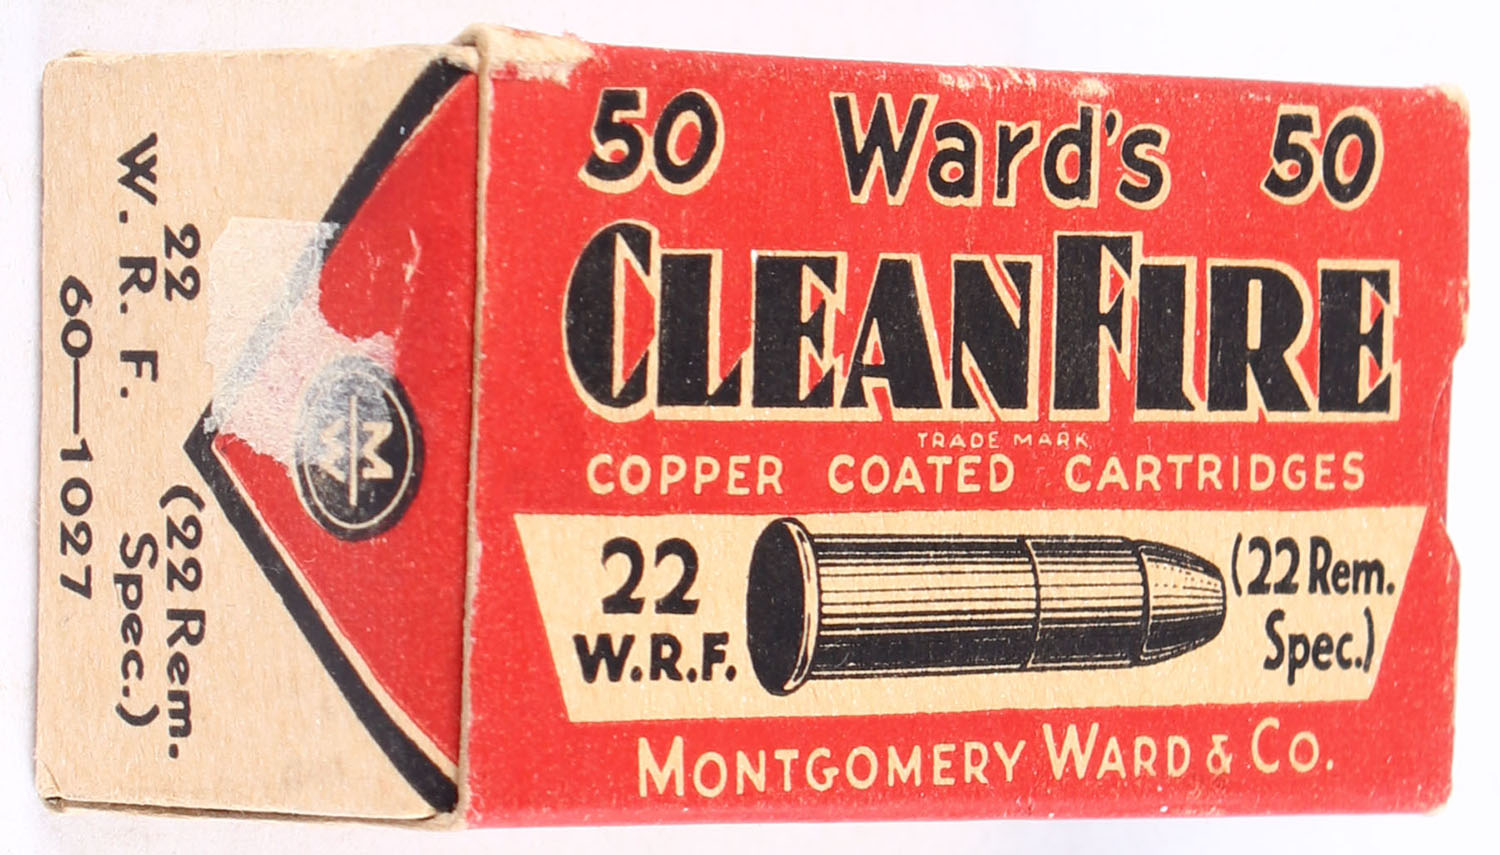 50 Ward's 50
CLEANFIRE
TRADE MARK
COPPER COATED CARTRIDGES
22
W.R.F.
(22 Rem.
Spec.)
MONTGOMERY WARD & CO.
22
W. R. F.
(22 Rem.
Spec.)
60—1027
M
W